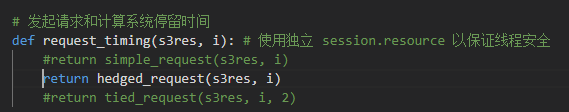 # 发起请求和计算系统停留时间
def request_timing(s3res, i): # 使用独立 session.resource 以保证线程安全
    #return simple_request(s3res, i)
    return hedged_request(s3res, i)
    #return tied_request(s3res, i, 2)